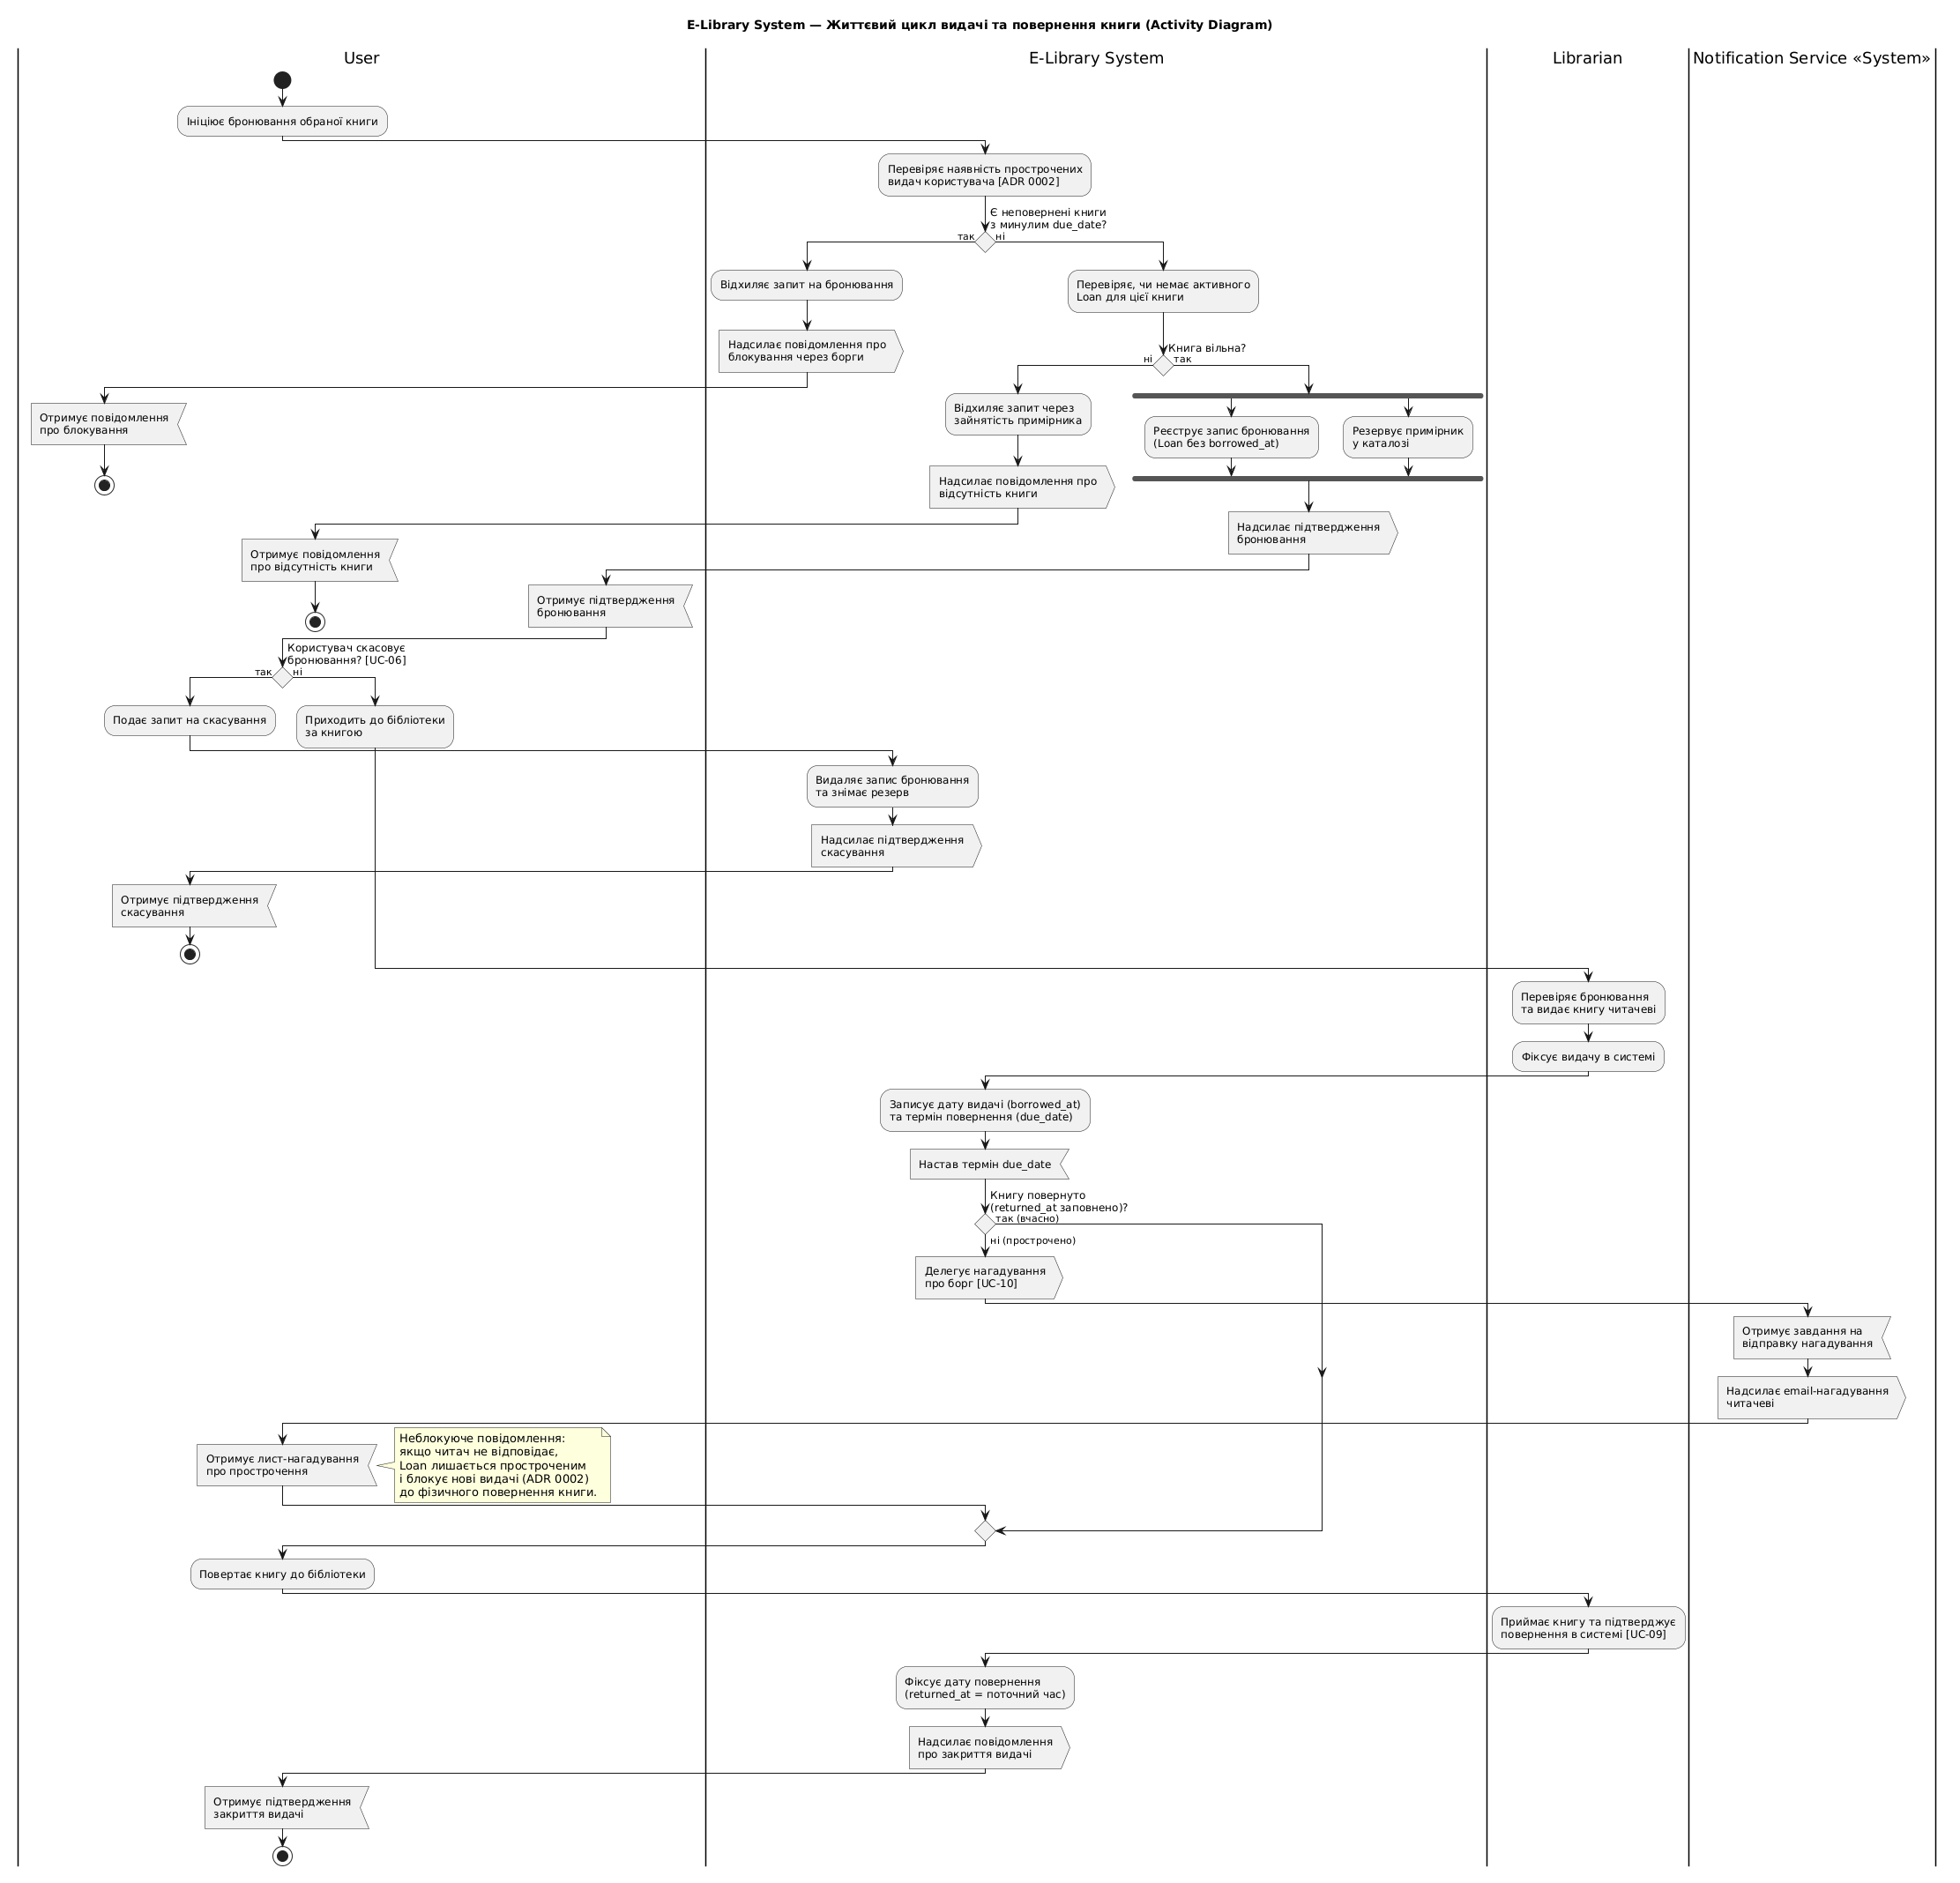 E-Library System — Життєвий цикл видачі та повернення книги (Activity Diagram)
User
E-Library System
Librarian
Notification Service «System»
Ініціює бронювання обраної книги
Перевіряє наявність прострочених
видач користувача [ADR 0002]
Є неповернені книги
з минулим due_date?
так
ні
Відхиляє запит на бронювання
Перевіряє, чи немає активного
Loan для цієї книги
Надсилає повідомлення про
блокування через борги
Книга вільна?
ні
так
Отримує повідомлення
про блокування
Відхиляє запит через
зайнятість примірника
Реєструє запис бронювання
(Loan без borrowed_at)
Резервує примірник
у каталозі
Надсилає повідомлення про
відсутність книги
Надсилає підтвердження
бронювання
Отримує повідомлення
про відсутність книги
Отримує підтвердження
бронювання
Користувач скасовує
бронювання? [UC-06]
так
ні
Подає запит на скасування
Приходить до бібліотеки
за книгою
Видаляє запис бронювання
та знімає резерв
Надсилає підтвердження
скасування
Отримує підтвердження
скасування
Перевіряє бронювання
та видає книгу читачеві
Фіксує видачу в системі
Записує дату видачі (borrowed_at)
та термін повернення (due_date)
Настав термін due_date
Книгу повернуто
(returned_at заповнено)?
так (вчасно)
ні (прострочено)
Делегує нагадування
про борг [UC-10]
Отримує завдання на
відправку нагадування
Надсилає email-нагадування
читачеві
Отримує лист-нагадування
про прострочення
Неблокуюче повідомлення:
якщо читач не відповідає,
Loan лишається простроченим
і блокує нові видачі (ADR 0002)
до фізичного повернення книги.
Повертає книгу до бібліотеки
Приймає книгу та підтверджує
повернення в системі [UC-09]
Фіксує дату повернення
(returned_at = поточний час)
Надсилає повідомлення
про закриття видачі
Отримує підтвердження
закриття видачі